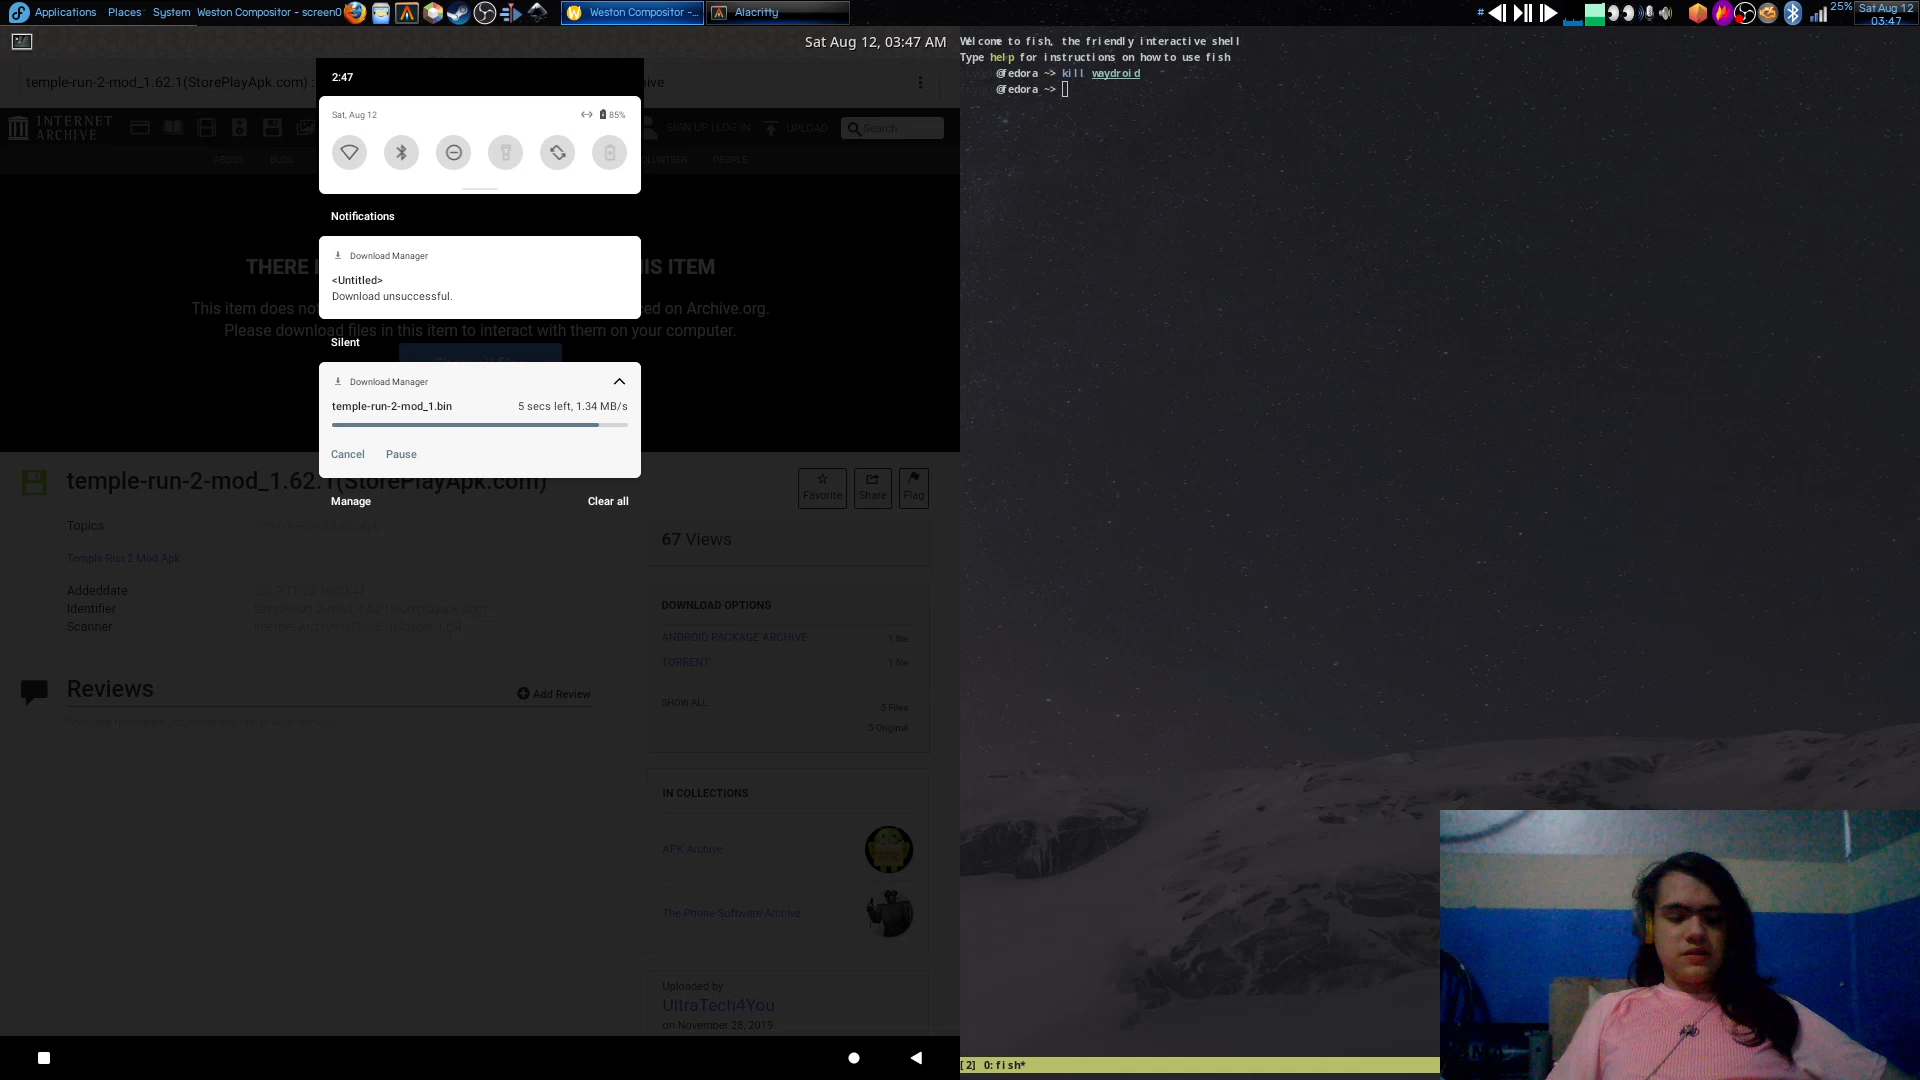 Applications Places System Weston Compositor - screen0
Weston Compositor -...
Alacritty
#
25%
Sat Aug 12
03:47
Sat Aug 12, 03:47 AM
temple-run-2-mod_1.62.1(StorePlayApk.com) :
2:47
Sat, Aug 12
85%
INTERNET
ARCHIVE
SIGN UP | LOG IN
UPLOAD
Search
ABOUT
BLOG
PEOPLE
Notifications
THERE
IS ITEM
Download Manager
<Untitled>
Download unsuccessful.
This item does
on Archive.org.
Please download files in this item to interact with them on your computer.
Silent
Download Manager
temple-run-2-mod_1.bin
5 secs left, 1.34 MB/s
Cancel Pause
temple-run-2-mod_1.62.1(StorePlayApk.com)
Favorite
Share
Flag
Manage
Clear all
Topics
Temple Run 2 Mod Apk
67 Views
Addeddate
Identifier
Scanner
DOWNLOAD OPTIONS
ANDROID PACKAGE ARCHIVE
1 file
TORRENT
1 file
SHOW ALL
5 Files
5 Original
Reviews
Add Review
IN COLLECTIONS
APK Archive
The Phone Software Archive
Uploaded by
UltraTech4You
on November 28, 2019
Welcome to fish, the friendly interactive shell
Type help for instructions on how to use fish
@fedora ~> kill waydroid
@fedora ~>
[2] 0:fish*